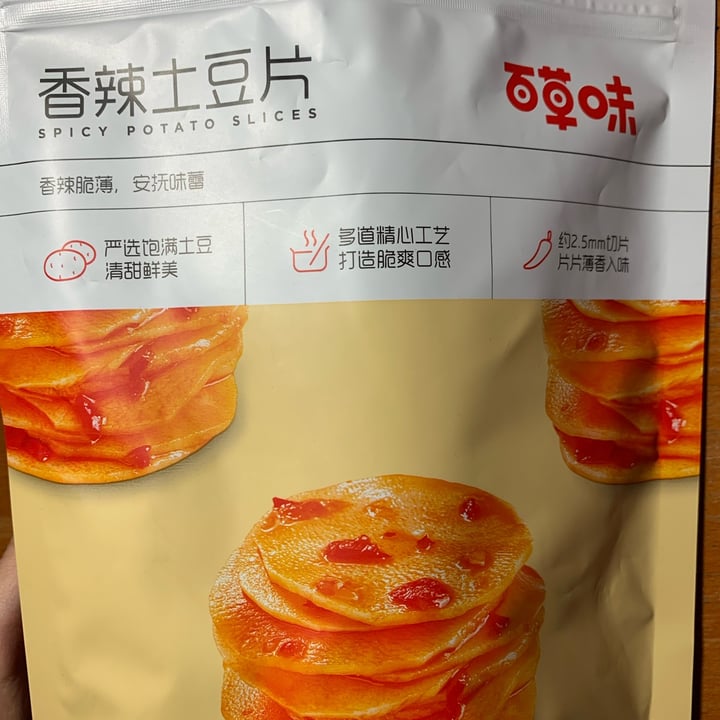 香辣土豆片
SPICY POTATO SLICES
百草味
香辣脆薄，安抚味蕾
严选饱满土豆
清甜鲜美
多道精心工艺
打造脆爽口感
约2.5mm切片
片片薄香入味